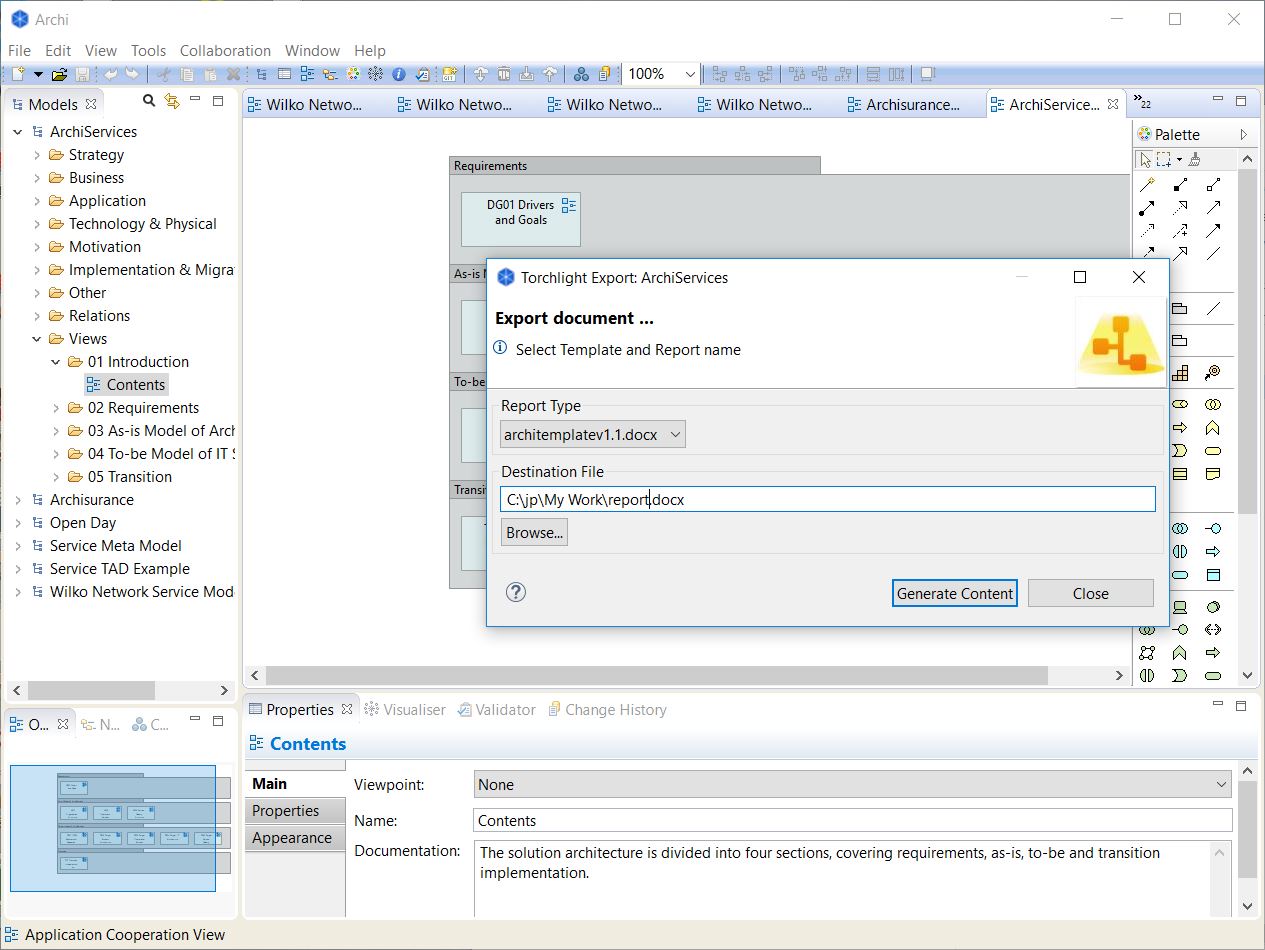 Archi
File Edit View Tools Collaboration Window Help
100%
Models
ArchiServices
Strategy
Business
Application
Technology & Physical
Motivation
Implementation & Migra
Other
Relations
Views
01 Introduction
Contents
02 Requirements
03 As-is Model of Arch
04 To-be Model of IT S
05 Transition
Archisurance
Open Day
Service Meta Model
Service TAD Example
Wilko Network Service Mod
Wilko Netwo... Wilko Netwo... Wilko Netwo... Wilko Netwo... Archisurance... ArchiService... »22
Requirements
DG01 Drivers
and Goals
As-is
To-be
Transit
Palette
Torchlight Export: ArchiServices
Export document ...
Select Template and Report name
Report Type
architemplatev1.1.docx
Destination File
C:\jp\My Work\report.docx
Browse...
?
Generate Content Close
O... N... C...
Properties Visualiser Validator Change History
Contents
Main
Properties
Appearance
Viewpoint: None
Name: Contents
Documentation: The solution architecture is divided into four sections, covering requirements, as-is, to-be and transition
implementation.
Application Cooperation View